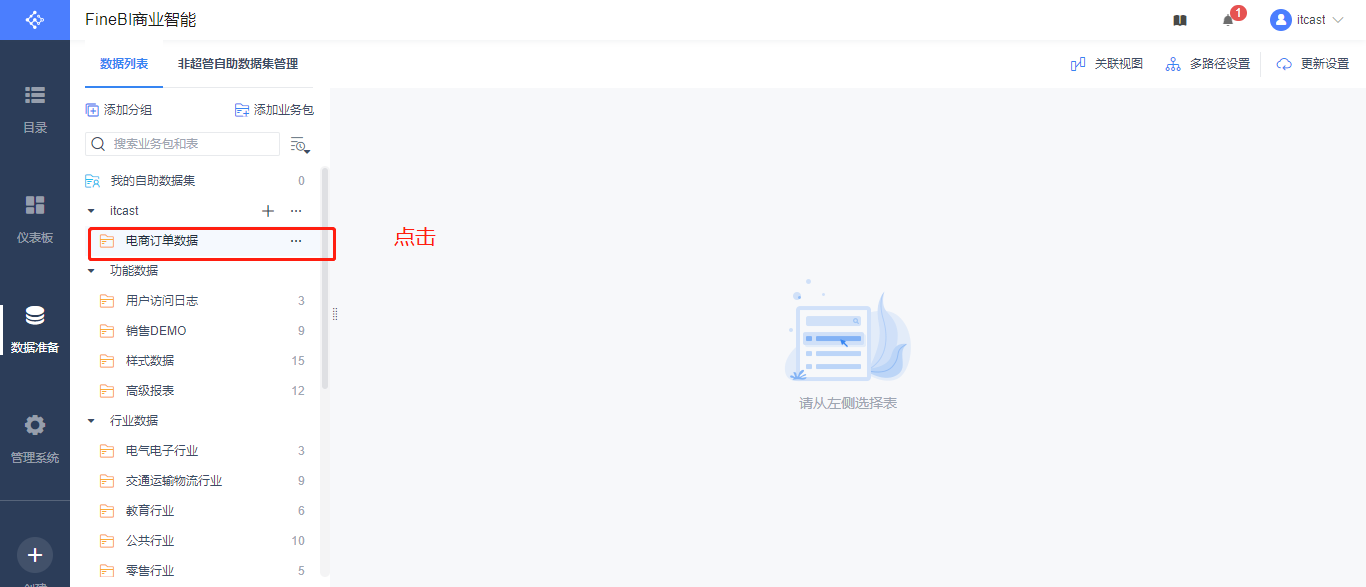 FineBI商业智能
1
itcast
数据列表
非超管自助数据集管理
关联视图
多路径设置
更新设置
目录
仪表板
数据准备
管理系统
添加分组
添加业务包
搜索业务包和表
我的自助数据集 0
itcast
电商订单数据
点击
功能数据
用户访问日志 3
销售DEMO 9
样式数据 15
高级报表 12
行业数据
电气电子行业 3
交通运输物流行业 9
教育行业 6
公共行业 10
零售行业 5
请从左侧选择表